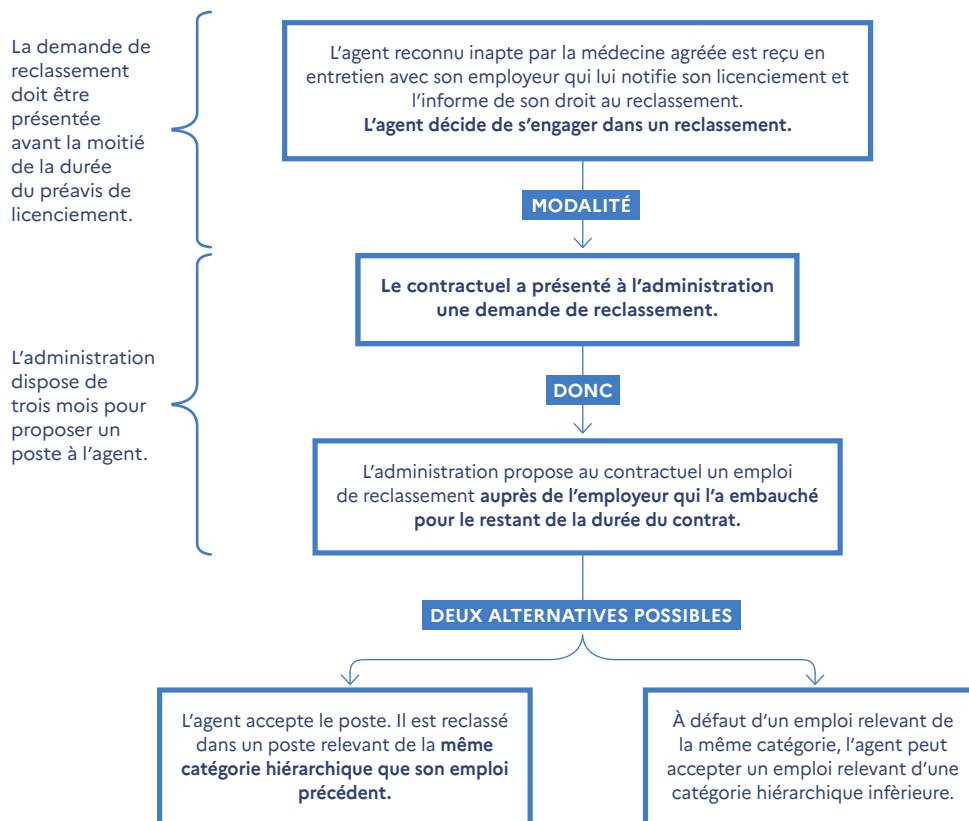 La demande de
reclassement
doit être
présentée
avant la moitié
de la durée
du préavis de
licenciement.
L’agent reconnu inapte par la médecine agréée est reçu en
entretien avec son employeur qui lui notifie son licenciement et
l’informe de son droit au reclassement.
L’agent décide de s’engager dans un reclassement.
MODALITÉ
Le contractuel a présenté à l’administration
une demande de reclassement.
L’administration
dispose de
trois mois pour
proposer un
poste à l’agent.
DONC
L’administration propose au contractuel un emploi
de reclassement auprès de l’employeur qui l’a embauché
pour le restant de la durée du contrat.
DEUX ALTERNATIVES POSSIBLES
L’agent accepte le poste. Il est reclassé
dans un poste relevant de la même
catégorie hiérarchique que son emploi
précédent.
À défaut d’un emploi relevant de
la même catégorie, l’agent peut
accepter un emploi relevant d’une
catégorie hiérarchique infèrieure.